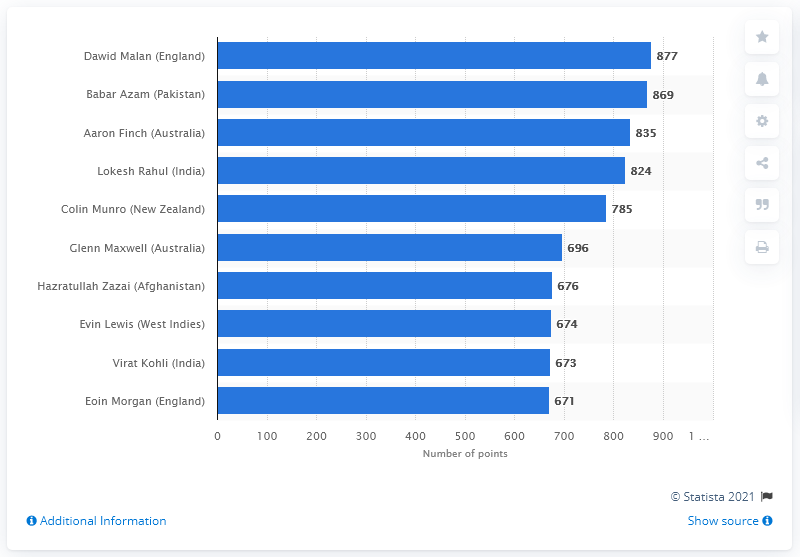 Dawid Malan (England) 877
Babar Azam (Pakistan) 869
Aaron Finch (Australia) 835
Lokesh Rahul (India) 824
Colin Munro (New Zealand) 785
Glenn Maxwell (Australia) 696
Hazratullah Zazai (Afghanistan) 676
Evin Lewis (West Indies) 674
Virat Kohli (India) 673
Eoin Morgan (England) 671
0 100 200 300 400 500 600 700 800 900 1 ...
Number of points
© Statista 2021
Additional Information Show source